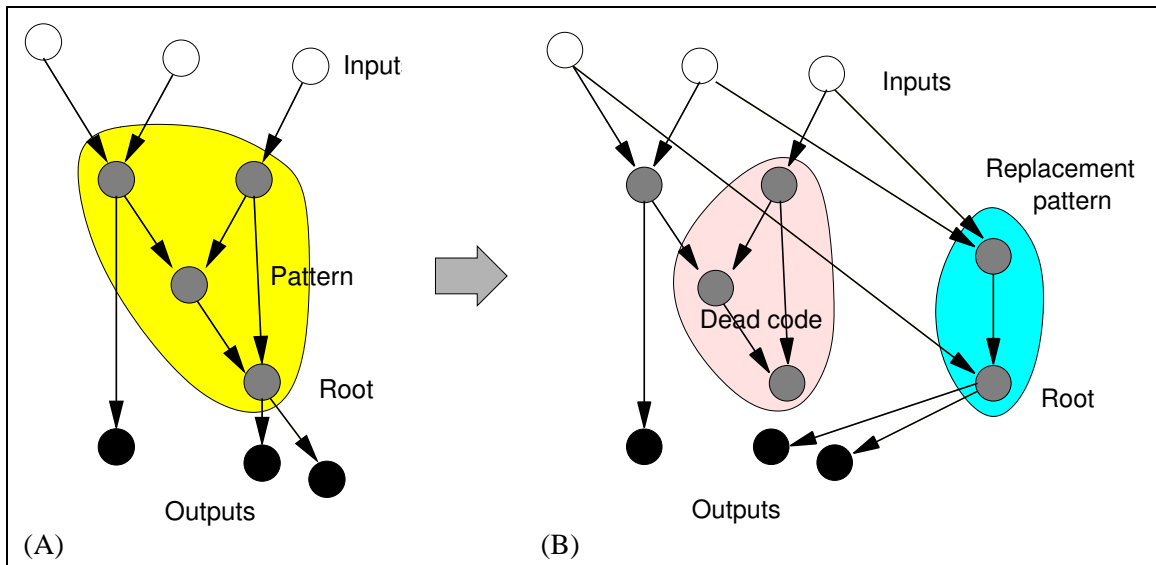 Input
Pattern
Root
Outputs
(A)
Inputs
Replacement
pattern
Dead code
Root
Outputs
(B)